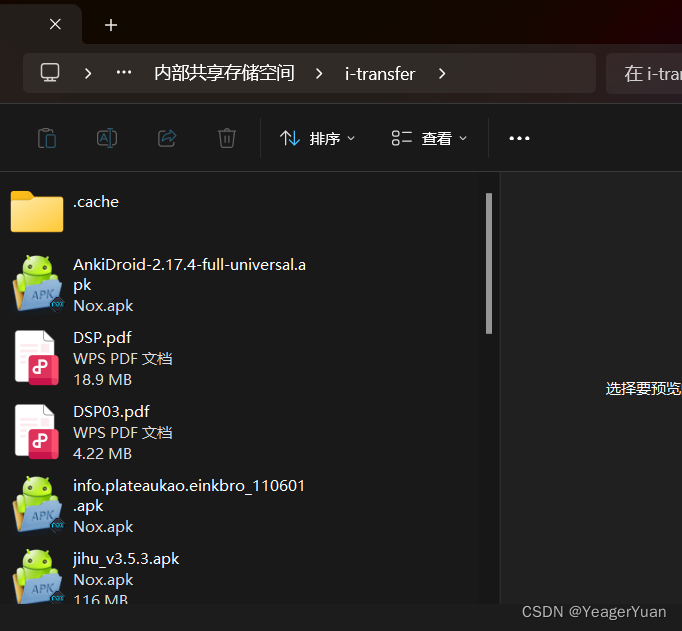 内部共享存储空间
i-transfer
在 i-tra
排序
查看
.cache
AnkiDroid-2.17.4-full-universal.a
pk
Nox.apk
DSP.pdf
WPS PDF 文档
18.9 MB
DSP03.pdf
WPS PDF 文档
4.22 MB
info.plateaukao.einkbro_110601
.apk
Nox.apk
jihu_v3.5.3.apk
Nox.apk
116 MB
选择要预览
CSDN @YeagerYuan